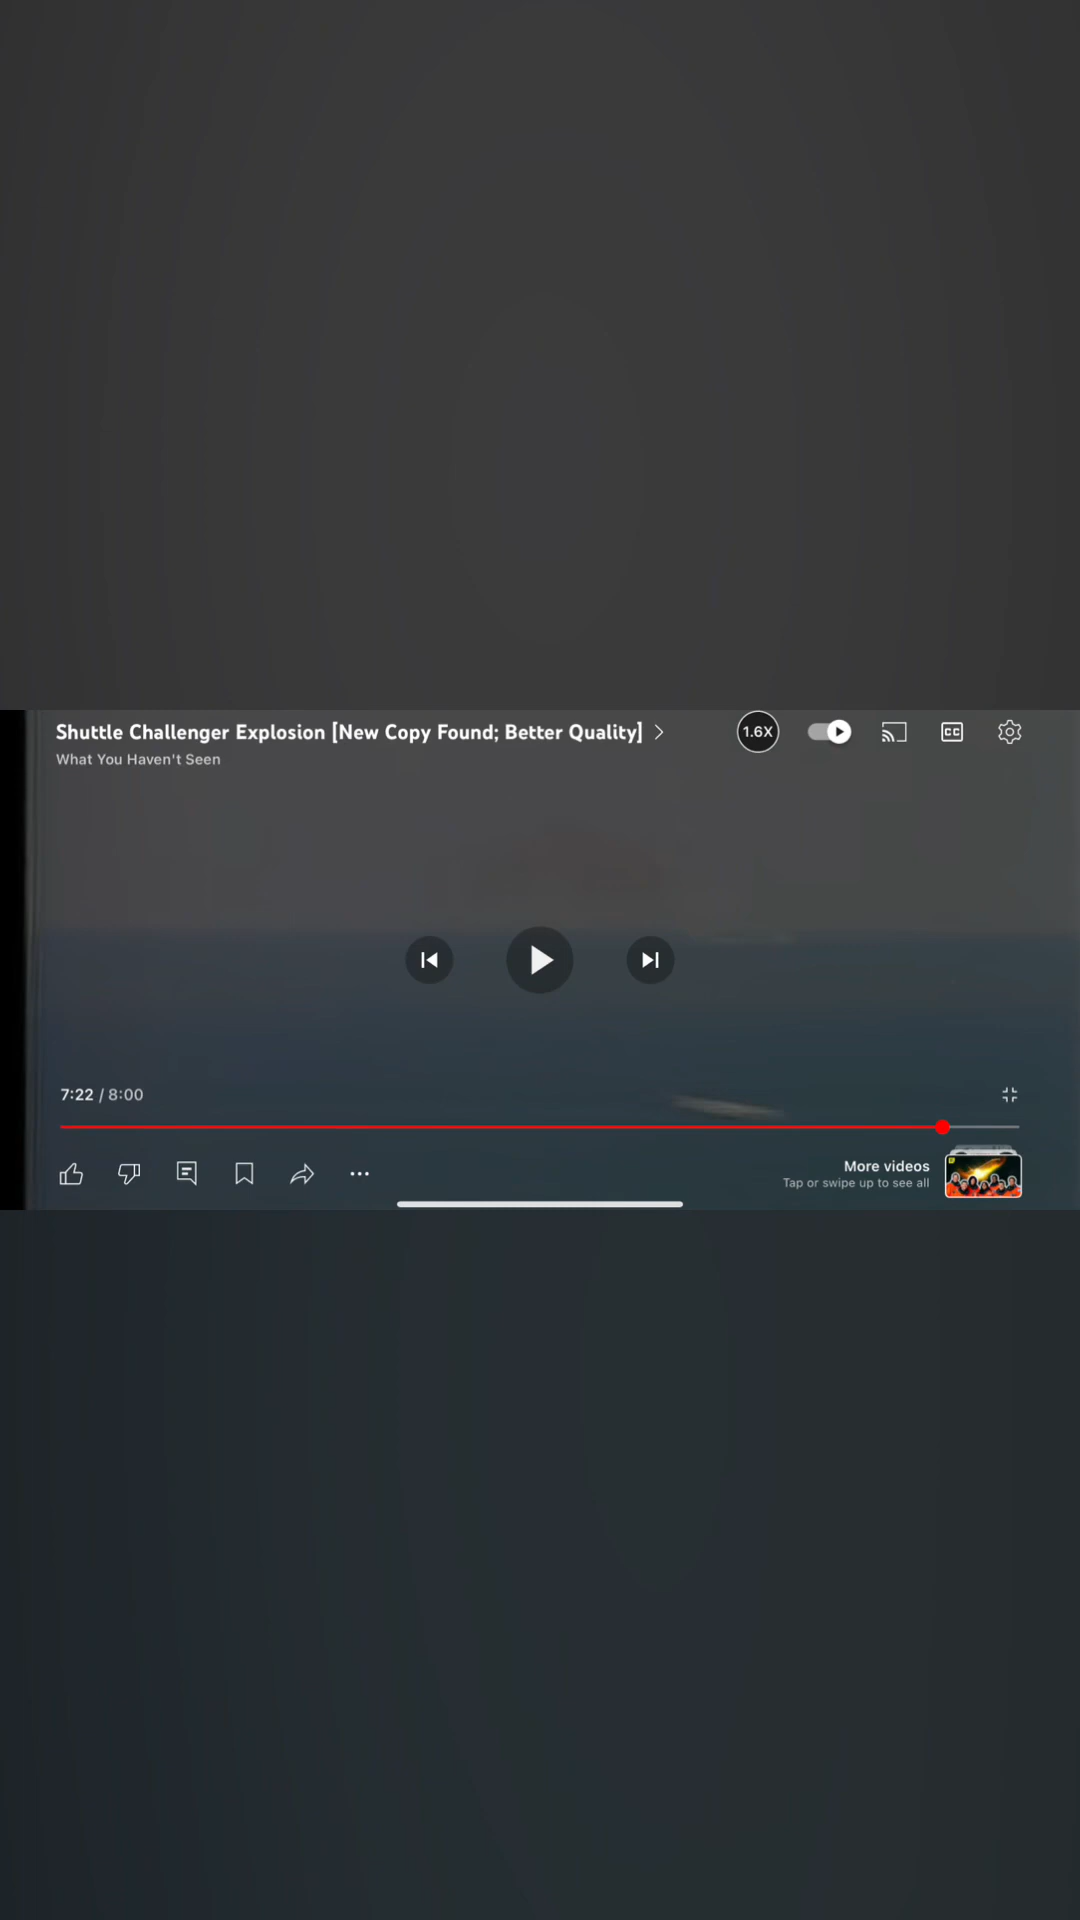 Shuttle Challenger Explosion [New Copy Found; Better Quality]
What You Haven't Seen
1.6X
CC
7:22 / 8:00
More videos
Tap or swipe up to see all